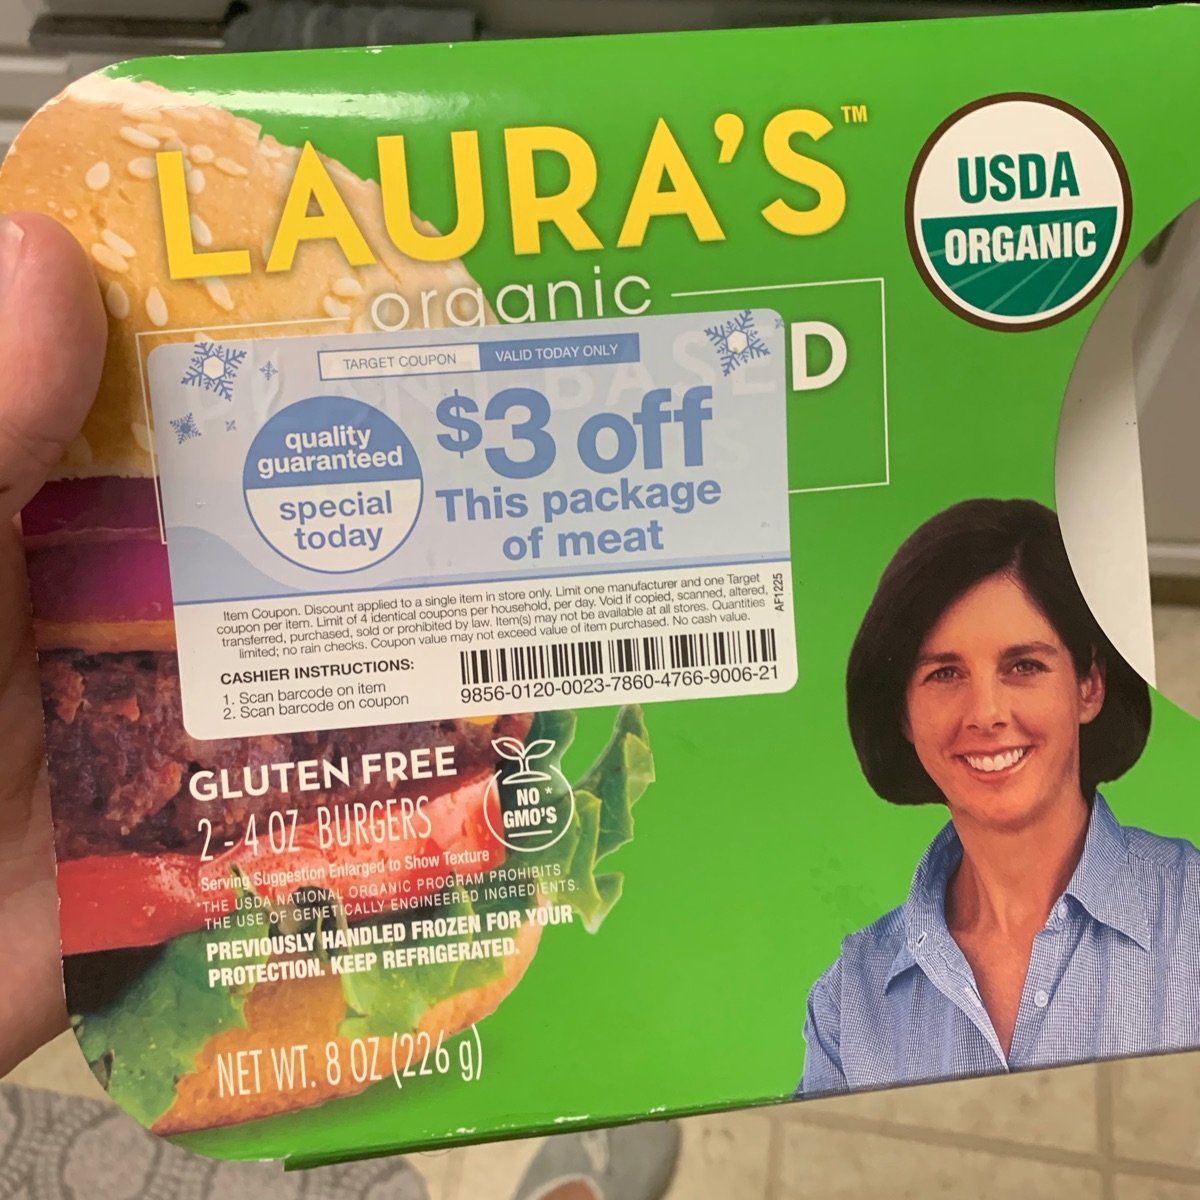 LAURA'S™
organic
PLANT BASED
USDA
ORGANIC
TARGET COUPON
VALID TODAY ONLY
quality
guaranteed
special
today
$3 off
This package
of meat
Item Coupon. Discount applied to a single item in store only. Limit one manufacturer and one Target
coupon per item. Limit of 4 identical coupons per household, per day. Void if copied, scanned, altered,
transferred, purchased, sold or prohibited by law. Item(s) may not be available at all stores. Quantities
limited; no rain checks. Coupon value may not exceed value of item purchased. No cash value.
AF1225
CASHIER INSTRUCTIONS:
1. Scan barcode on item
2. Scan barcode on coupon
9856-0120-0023-7860-4766-9006-21
GLUTEN FREE
2 - 4 OZ BURGERS
NO*
GMO'S
Serving Suggestion Enlarged to Show Texture
*THE USDA NATIONAL ORGANIC PROGRAM PROHIBITS
THE USE OF GENETICALLY ENGINEERED INGREDIENTS.
PREVIOUSLY HANDLED FROZEN FOR YOUR
PROTECTION. KEEP REFRIGERATED.
NET WT. 8 OZ (226 g)